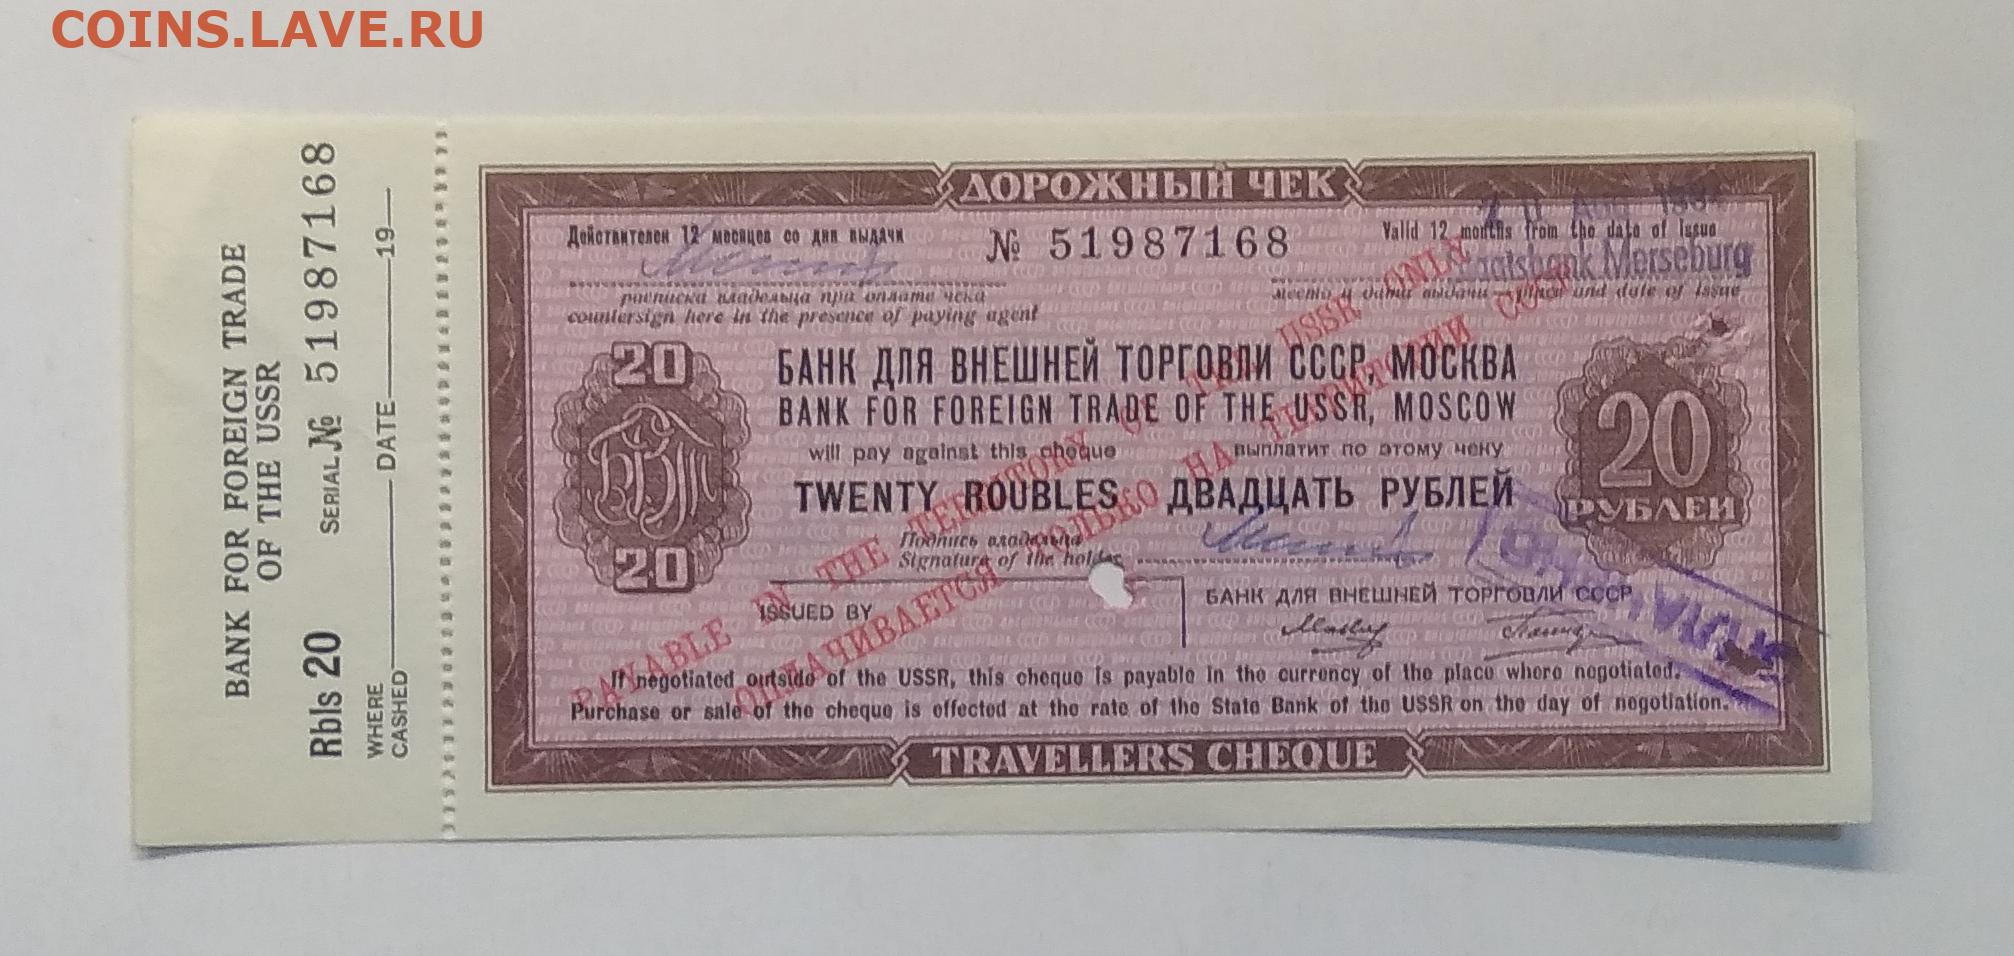 COINS.LAVE.RU
BANK FOR FOREIGN TRADE
OF THE USSR
Rbls 20 SERIAL № 51987168
WHERE
CASHED DATE 19
ДОРОЖНЫЙ ЧЕК
Действителен 12 месяцев со дня выдачи
№ 51987168
Valid 12 months from the date of issue
Merseburg
расписка владельца при оплате чека
countersign here in the presence of paying agent
место и дата выдачи – place and date of issue
20
БВТ
20
БАНК ДЛЯ ВНЕШНЕЙ ТОРГОВЛИ СССР, МОСКВА
BANK FOR FOREIGN TRADE OF THE USSR, MOSCOW
will pay against this cheque выплатит по этому чеку
TWENTY ROUBLES ДВАДЦАТЬ РУБЛЕЙ
20
РУБЛЕЙ
Подпись владельца
Signature of the holder
PAYABLE IN THE TERRITORY OF THE USSR ONLY
ОПЛАЧИВАЕТСЯ ТОЛЬКО НА ТЕРРИТОРИИ СССР
ISSUED BY
БАНК ДЛЯ ВНЕШНЕЙ ТОРГОВЛИ СССР
If negotiated outside of the USSR, this cheque is payable in the currency of the place where negotiated.
Purchase or sale of the cheque is effected at the rate of the State Bank of the USSR on the day of negotiation.
TRAVELLERS CHEQUE